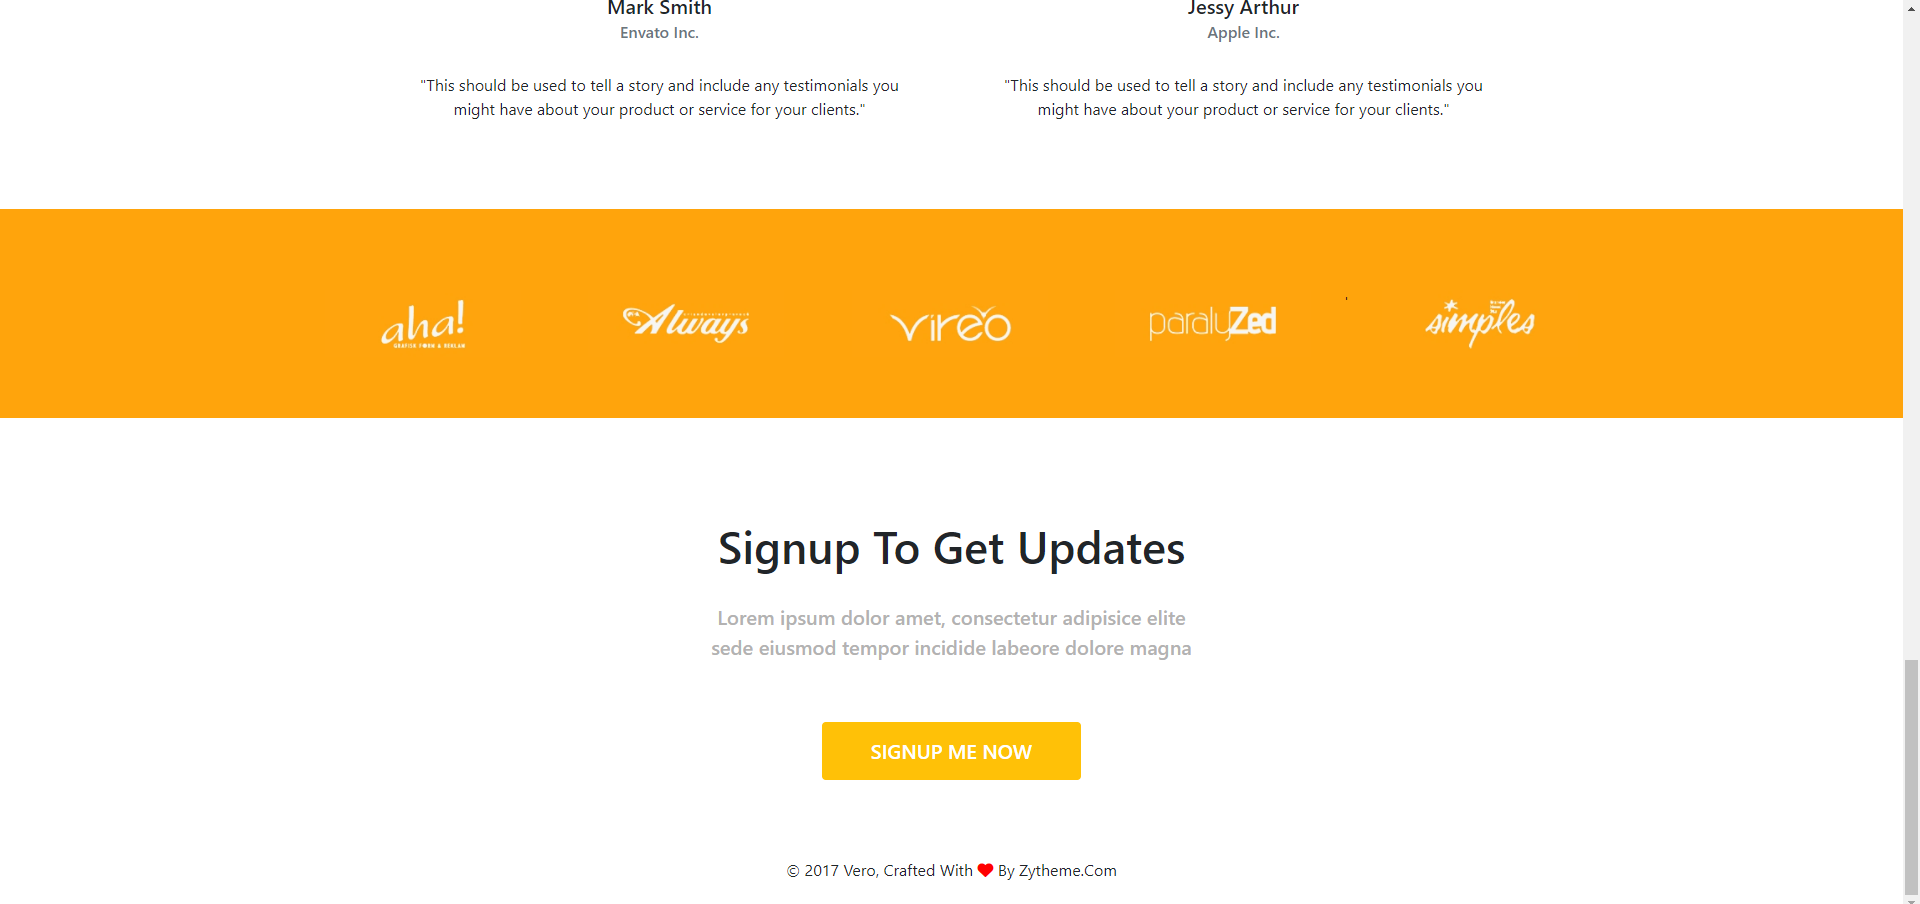 Mark Smith
Envato Inc.
"This should be used to tell a story and include any testimonials you
might have about your product or service for your clients."
Jessy Arthur
Apple Inc.
"This should be used to tell a story and include any testimonials you
might have about your product or service for your clients."
aha!
GRAFISK FORM & REKLAM
Always
vireo
paralyZed
simples
Signup To Get Updates
Lorem ipsum dolor amet, consectetur adipisice elite
sede eiusmod tempor incidide labeore dolore magna
SIGNUP ME NOW
© 2017 Vero, Crafted With ❤ By Zytheme.Com